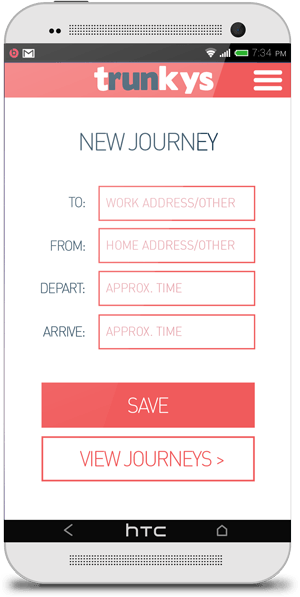 7:34 PM
trunkys
NEW JOURNEY
TO: WORK ADDRESS/OTHER
FROM: HOME ADDRESS/OTHER
DEPART: APPROX. TIME
ARRIVE: APPROX. TIME
SAVE
VIEW JOURNEYS >
hTC